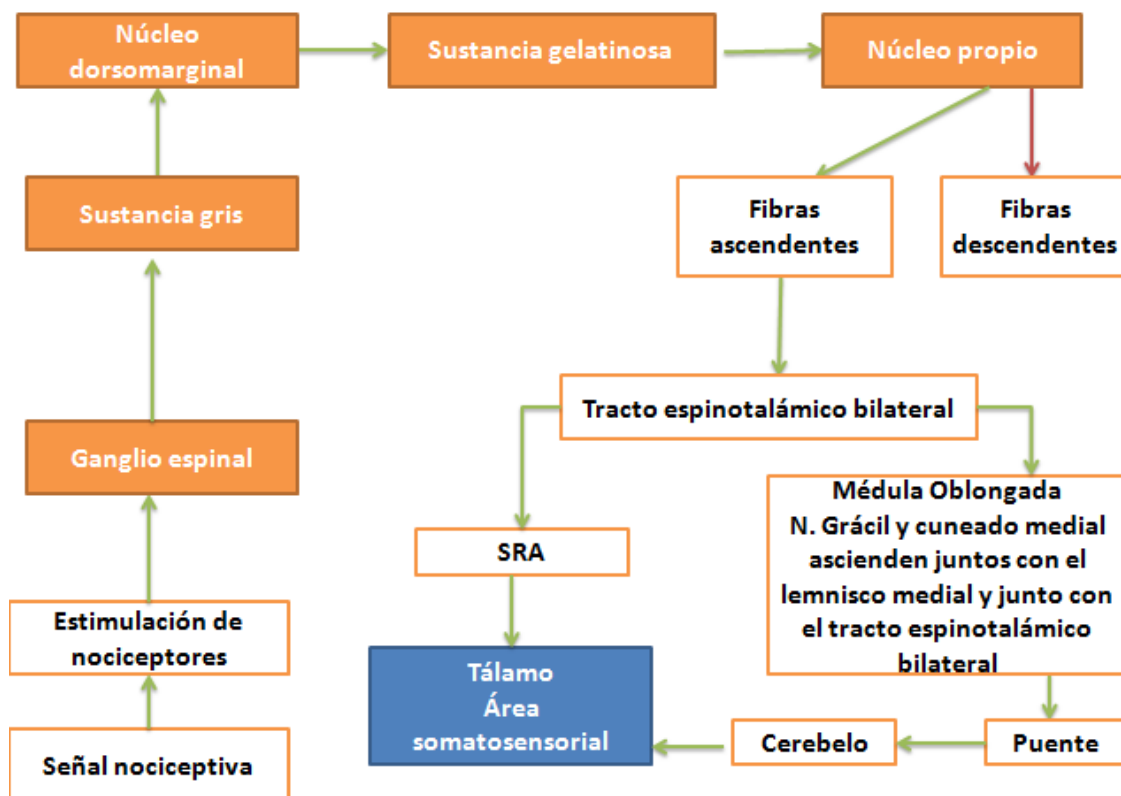 Señal nociceptiva
Estimulación de
nociceptores
Ganglio espinal
Sustancia gris
Núcleo
dorsomarginal
Sustancia gelatinosa
Núcleo propio
Fibras
ascendentes
Fibras
descendentes
Tracto espinotalámico bilateral
SRA
Médula Oblongada
N. Grácil y cuneado medial
ascienden juntos con el
lemnisco medial y junto con
el tracto espinotalámico
bilateral
Puente
Cerebelo
Tálamo
Área
somatosensorial